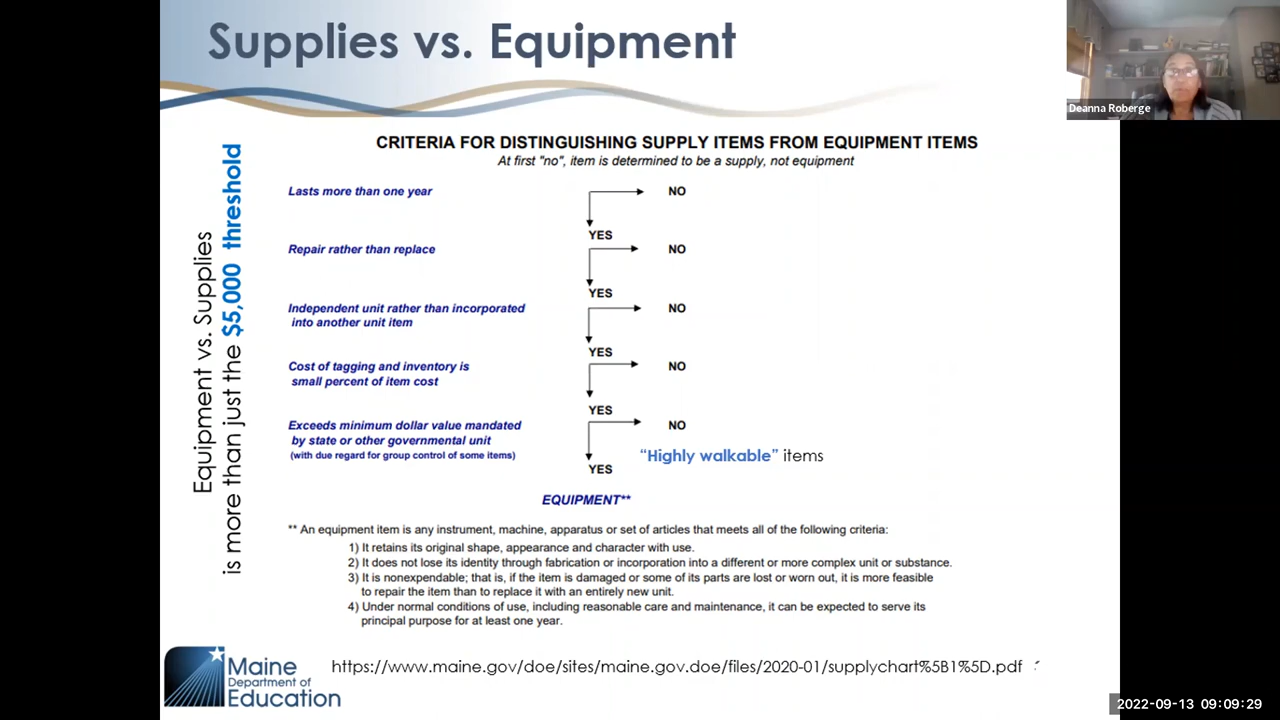 Supplies vs. Equipment
Deanna Roberge
Equipment vs. Supplies
is more than just the $5,000 threshold
CRITERIA FOR DISTINGUISHING SUPPLY ITEMS FROM EQUIPMENT ITEMS
At first "no", item is determined to be a supply, not equipment
Lasts more than one year
NO
YES
Repair rather than replace
NO
YES
Independent unit rather than incorporated
into another unit item
NO
YES
Cost of tagging and inventory is
small percent of item cost
NO
YES
Exceeds minimum dollar value mandated
by state or other governmental unit
(with due regard for group control of some items)
NO
"Highly walkable" items
YES
EQUIPMENT**
** An equipment item is any instrument, machine, apparatus or set of articles that meets all of the following criteria:
1) It retains its original shape, appearance and character with use.
2) It does not lose its identity through fabrication or incorporation into a different or more complex unit or substance.
3) It is nonexpendable; that is, if the item is damaged or some of its parts are lost or worn out, it is more feasible
to repair the item than to replace it with an entirely new unit.
4) Under normal conditions of use, including reasonable care and maintenance, it can be expected to serve its
principal purpose for at least one year.
Maine
Department of
Education
https://www.maine.gov/doe/sites/maine.gov.doe/files/2020-01/supplychart%5B1%5D.pdf
2022-09-13 09:09:29